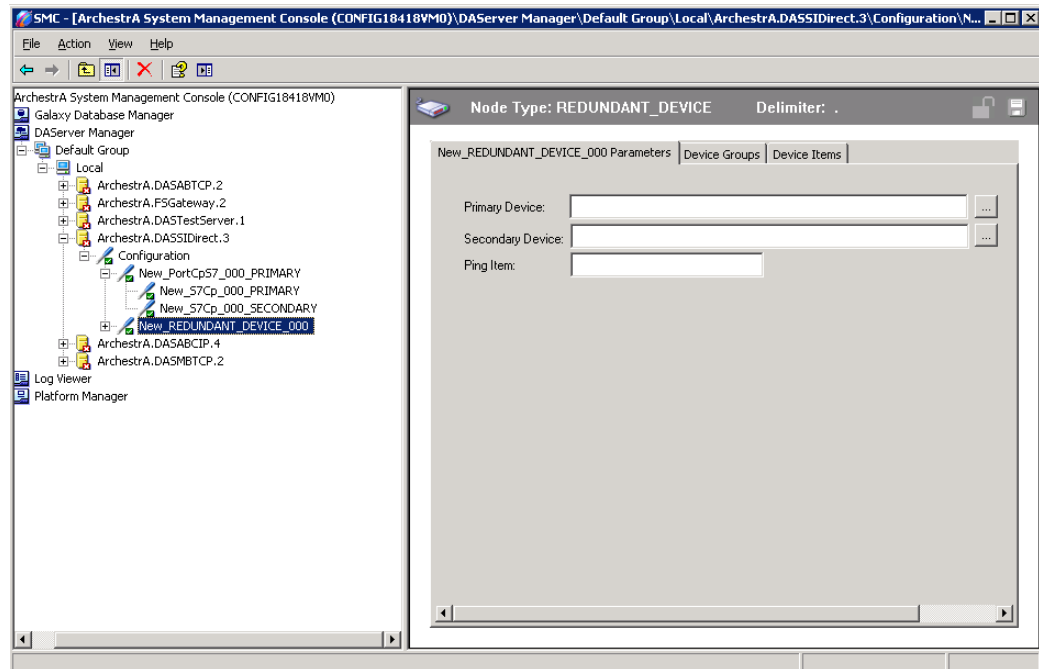 SMC - [ArchestrA System Management Console (CONFIG18418VM0)\DAServer Manager\Default Group\Local\ArchestrA.DASSIDirect.3\Configuration\N...
File Action View Help
ArchestrA System Management Console (CONFIG18418VM0)
Galaxy Database Manager
DAServer Manager
Default Group
Local
ArchestrA.DASABTCP.2
ArchestrA.FSGateway.2
ArchestrA.DASTestServer.1
ArchestrA.DASSIDirect.3
Configuration
New_PortCpS7_000_PRIMARY
New_S7Cp_000_PRIMARY
New_S7Cp_000_SECONDARY
New_REDUNDANT_DEVICE_000
ArchestrA.DASABCIP.4
ArchestrA.DASMBTCP.2
Log Viewer
Platform Manager
Node Type: REDUNDANT_DEVICE Delimiter: .
New_REDUNDANT_DEVICE_000 Parameters Device Groups Device Items
Primary Device: ...
Secondary Device: ...
Ping Item: